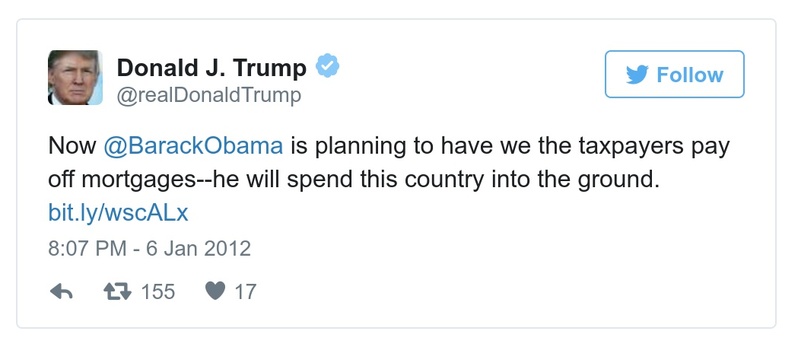 Donald J. Trump
@realDonaldTrump
Follow
Now @BarackObama is planning to have we the taxpayers pay
off mortgages--he will spend this country into the ground.
bit.ly/wscALx
8:07 PM - 6 Jan 2012
155 17